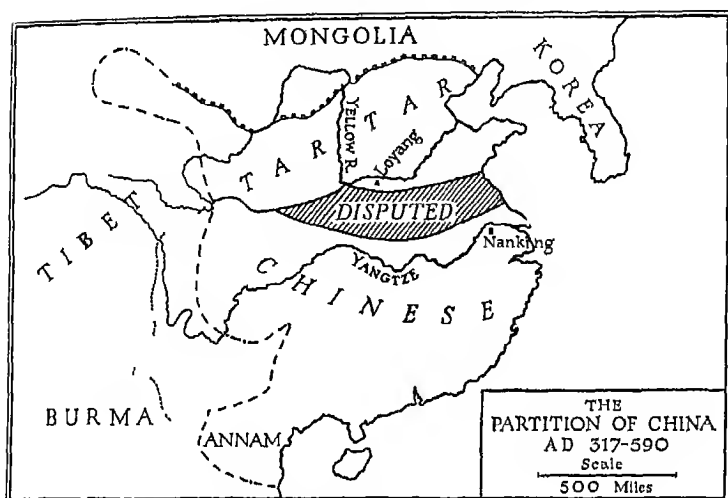 MONGOLIA
KOREA
TARTAR
YELLOW R.
Loyang
DISPUTED
TIBET
Nanking
YANGTZE
CHINESE
BURMA
ANNAM
THE
PARTITION OF CHINA
AD 317-590
Scale
500 Miles